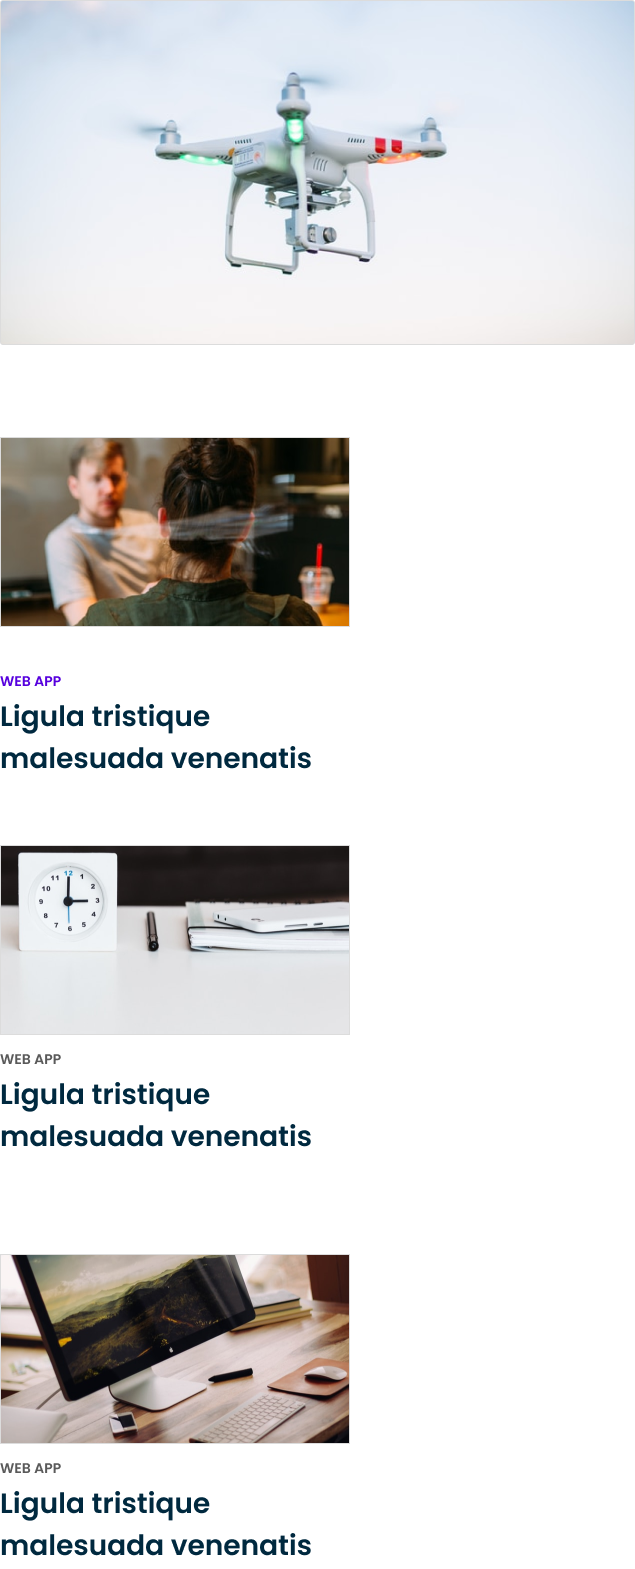 WEB APP
Ligula tristique
malesuada venenatis
12
11 1
10 2
9 3
8 4
7 5
6
WEB APP
Ligula tristique
malesuada venenatis
WEB APP
Ligula tristique
malesuada venenatis